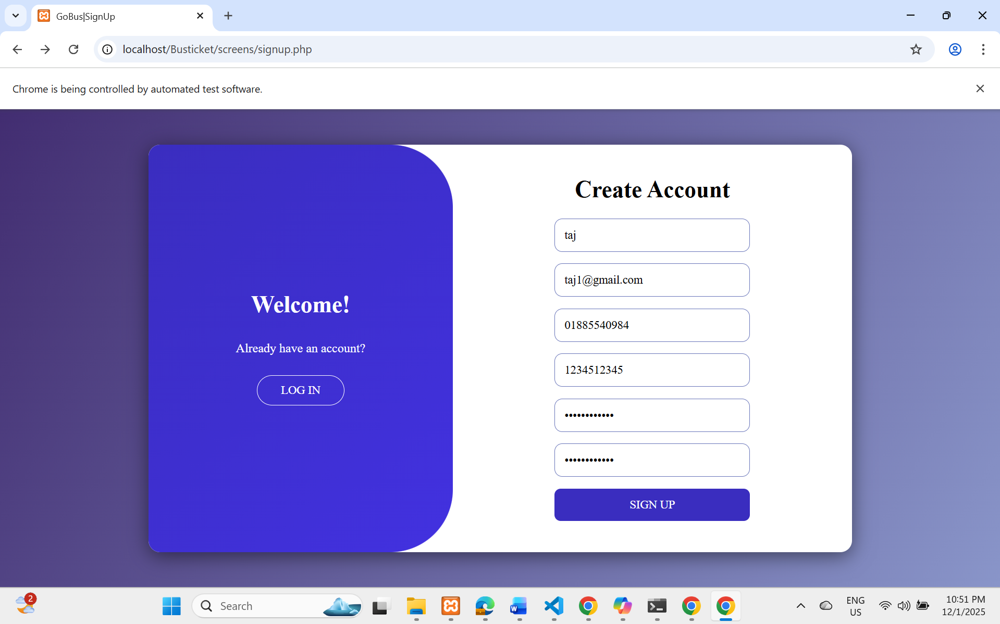 GoBus|SignUp
localhost/Busticket/screens/signup.php
Chrome is being controlled by automated test software.
Welcome!
Already have an account?
LOG IN
Create Account
taj
taj1@gmail.com
01885540984
1234512345
••••••••••••
••••••••••••
SIGN UP
2
Search
ENG
US
10:51 PM
12/1/2025